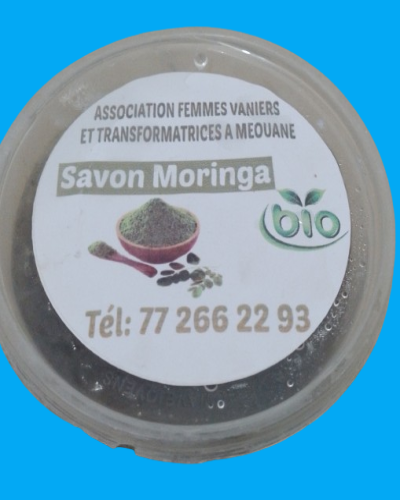 ASSOCIATION FEMMES VANIERS
ET TRANSFORMATRICES A MEOUANE
Savon Moringa
bio
Tél: 77 266 22 93